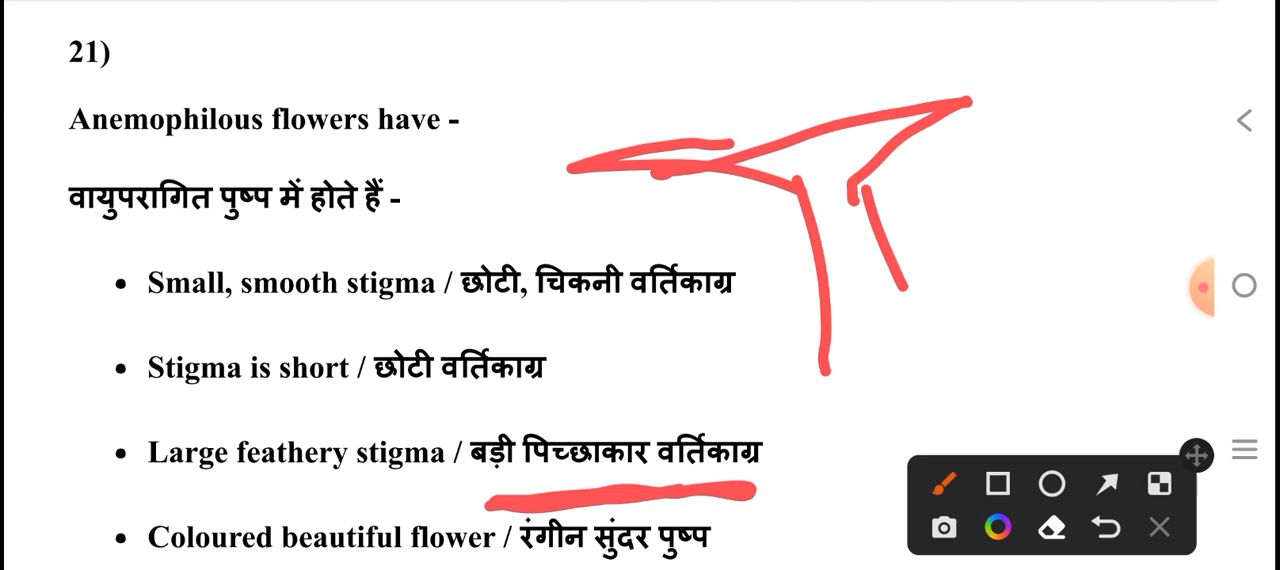 21)
Anemophilous flowers have -
वायुपरागित पुष्प में होते हैं -
• Small, smooth stigma / छोटी, चिकनी वर्तिकाग्र
• Stigma is short / छोटी वर्तिकाग्र
• Large feathery stigma / बड़ी पिच्छाकार वर्तिकाग्र
• Coloured beautiful flower / रंगीन सुंदर पुष्प